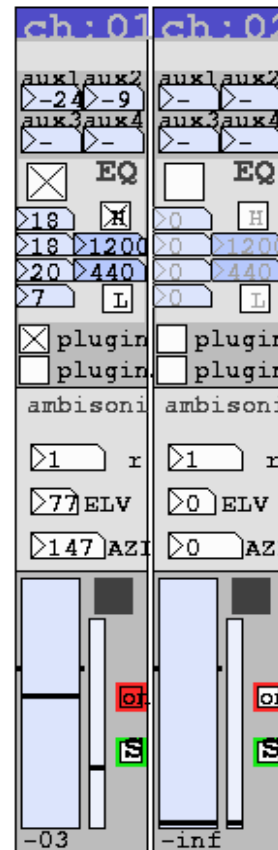 ch:01 ch:02
aux1 aux2 aux1 aux2
-24 -9 - -
aux3 aux4 aux3 aux4
- - - -
EQ EQ
18 H 0 H
18 1200 0 1200
20 440 0 440
7 L 0 L
plugin plugin
plugin plugin
ambisoni ambisoni
1 r 1 r
77 ELV 0 ELV
147 AZI 0 AZ
on on
S S
-03 -inf